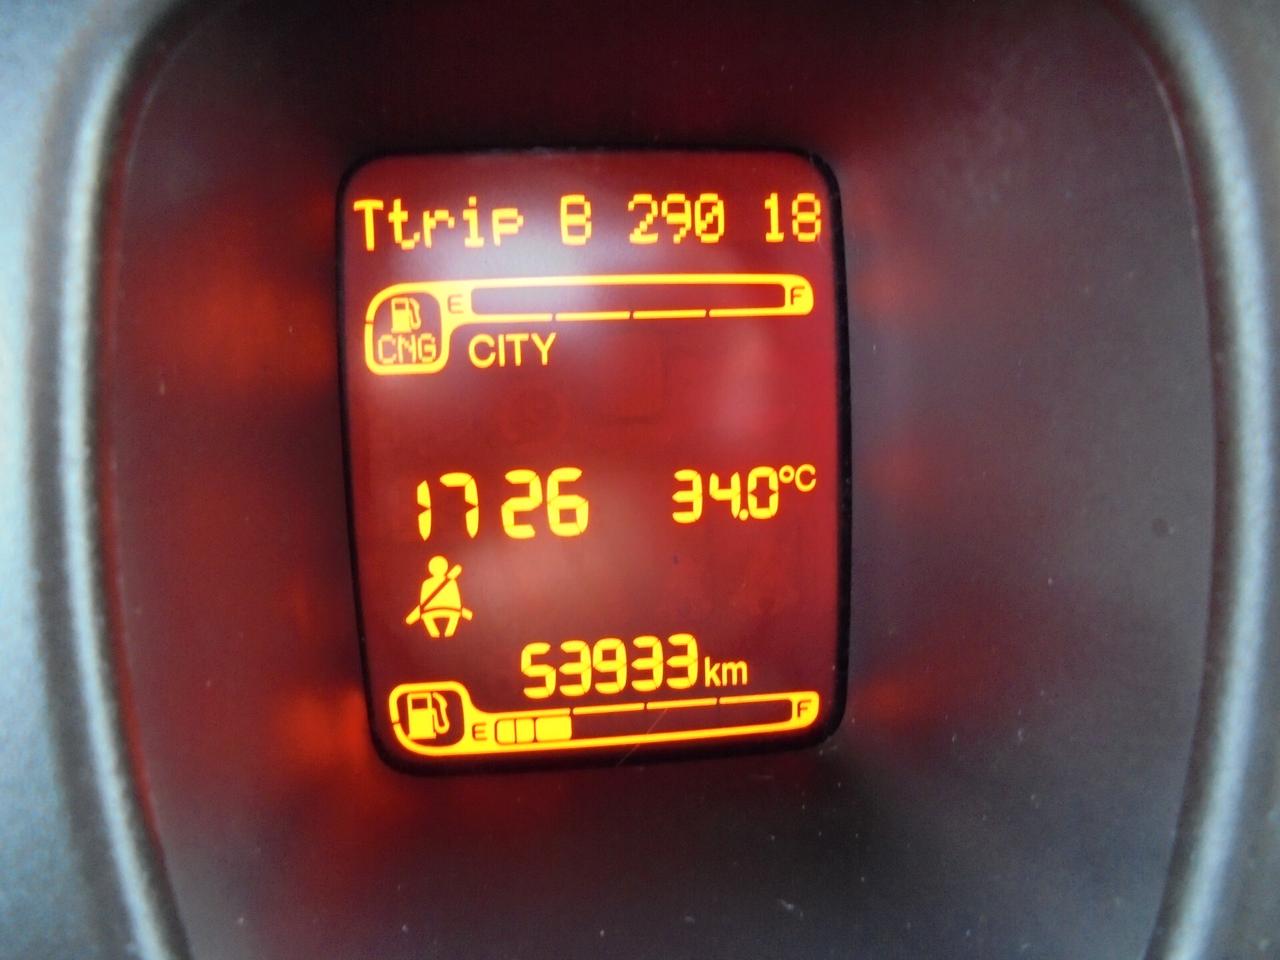 Ttrip B 290 18
E F
CNG CITY
17 26 34.0°C
53933 km
E F